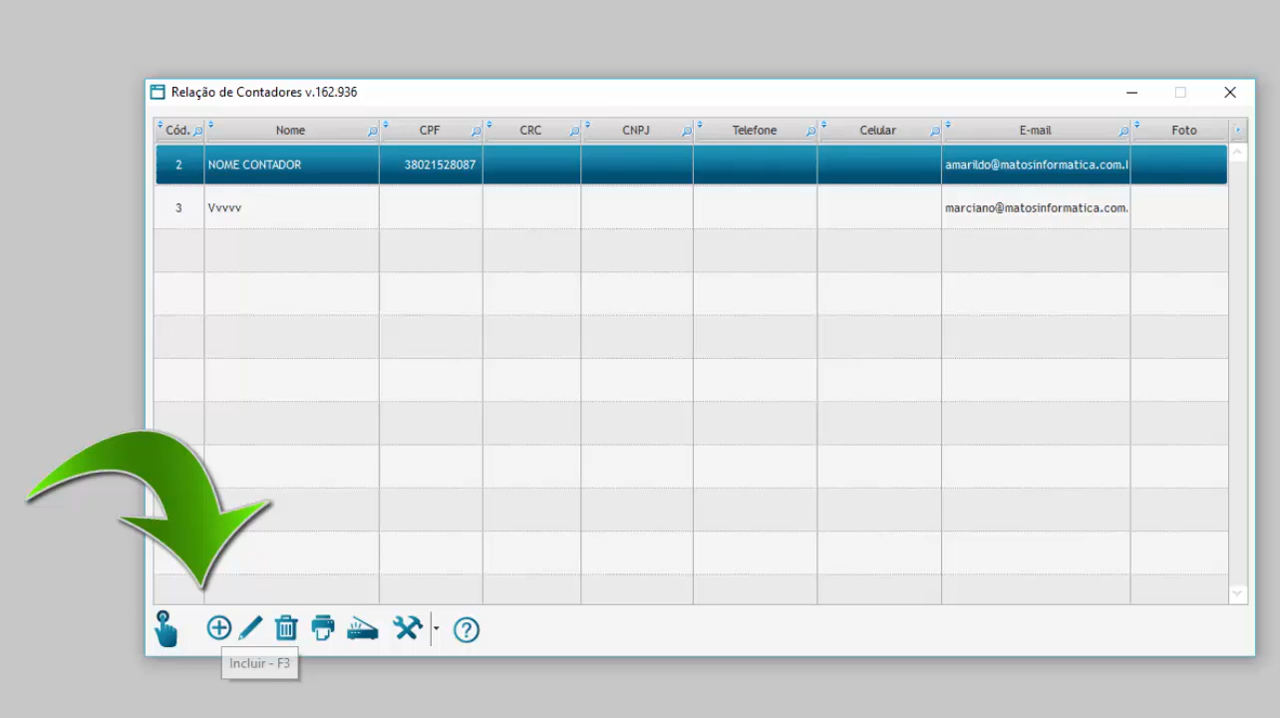 Relação de Contadores v.162.936
Cód. Nome CPF CRC CNPJ Telefone Celular E-mail Foto
2 NOME CONTADOR 38021528087 amarildo@matosinformatica.com.l
3 Vvvvv marciano@matosinformatica.com.
Incluir - F3